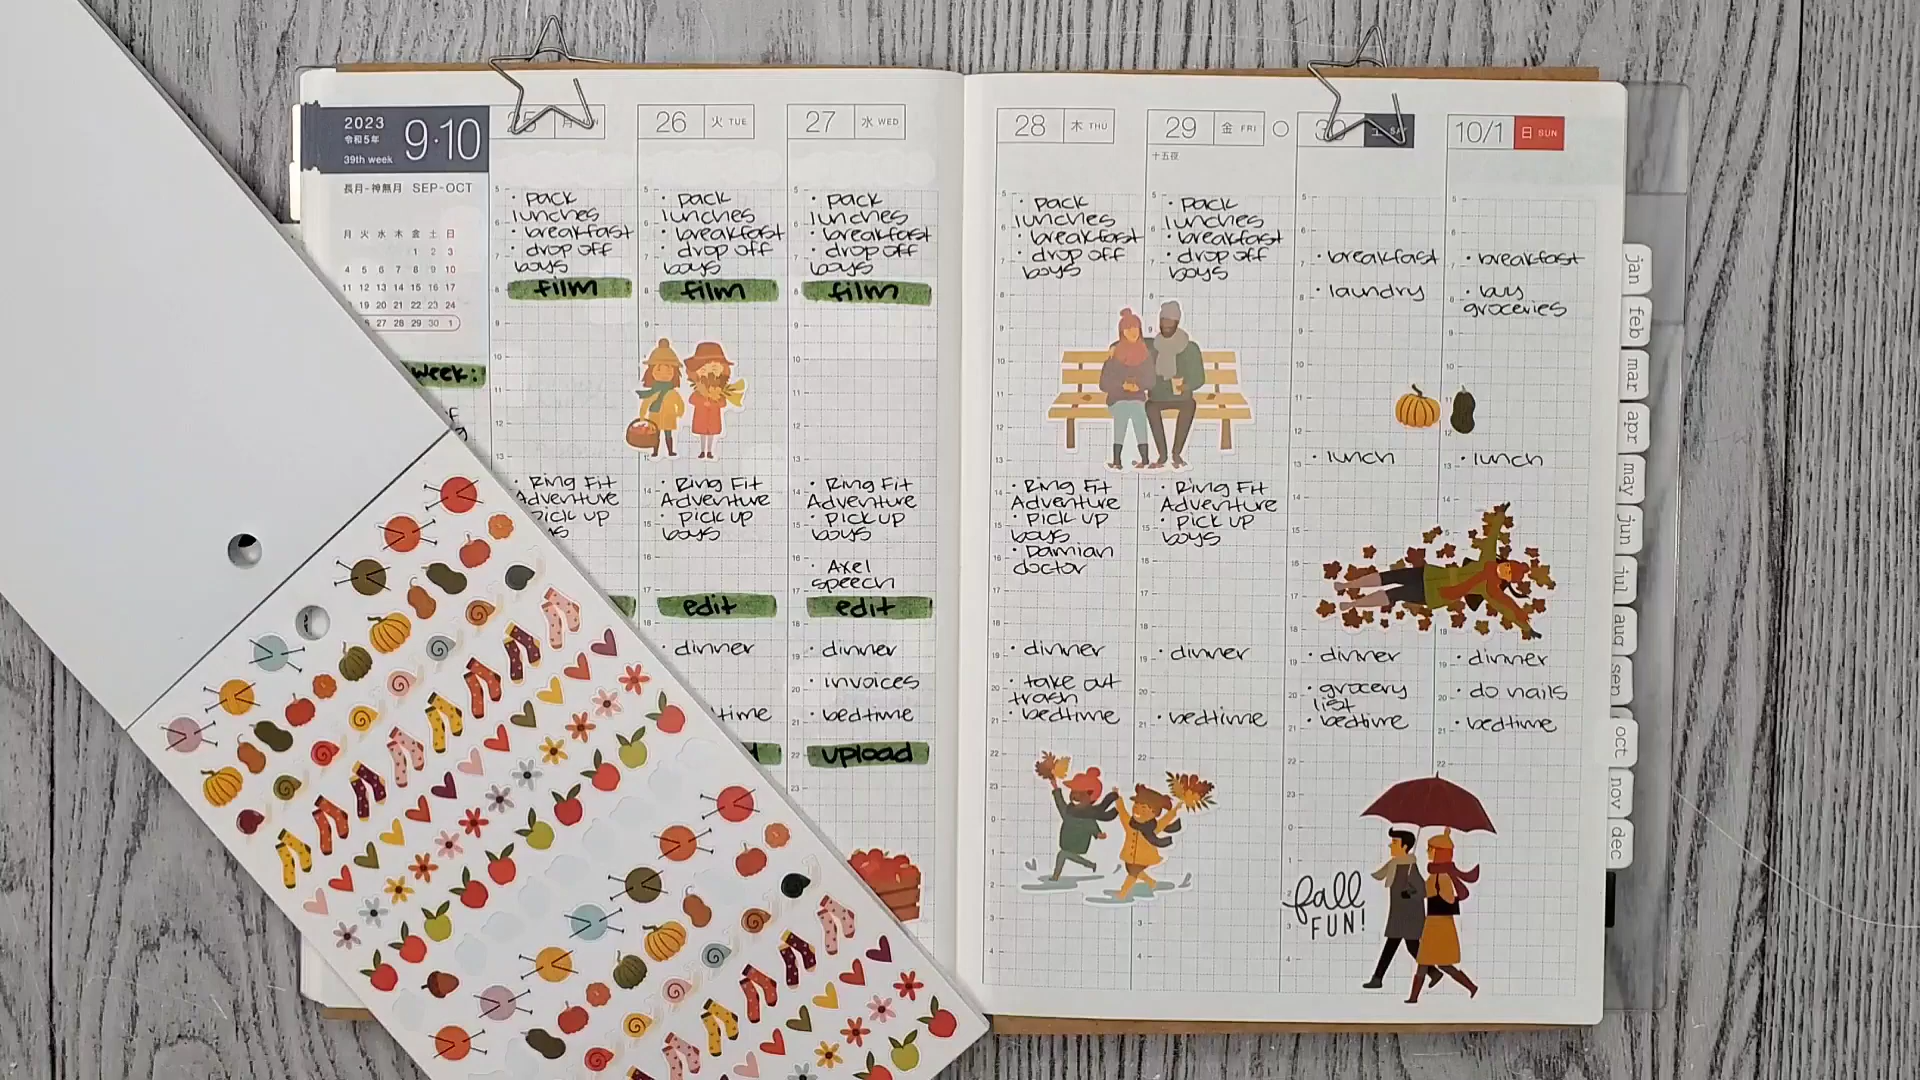 2023
令和5年
39th week
9·10
長月-神無月 SEP-OCT
月 火 水 木 金 土 日
1 2 3
4 5 6 7 8 9 10
11 12 13 14 15 16 17
19 20 21 22 23 24
26 27 28 29 30 1
week:
25 月
· pack
lunches
· breakfast
· drop off
boys
film
· Ring Fit
Adventure
pick up
26 火 TUE
· pack
lunches
· breakfast
· drop off
boys
film
· Ring Fit
Adventure
· pick up
boys
edit
· dinner
27 水 WED
· pack
lunches
· breakfast
· drop off
boys
film
· Ring Fit
Adventure
· pick up
boys
· Axel
speech
edit
· dinner
· invoices
· bedtime
upload
28 木 THU
· pack
lunches
· breakfast
· drop off
boys
· Ring Fit
Adventure
· pick up
boys
· Damian
doctor
· dinner
· take out
trash
· bedtime
29 金 FRI
十五夜
· pack
lunches
· breakfast
· drop off
boys
· Ring Fit
Adventure
· pick up
boys
· dinner
· bedtime
30 土 SAT
· breakfast
· laundry
· lunch
· dinner
· grocery
list
· bedtime
fall
FUN!
10/1 日 SUN
· breakfast
· buy
groceries
· lunch
· dinner
· do nails
· bedtime
jan
feb
mar
apr
may
jun
jul
aug
sen
oct
nov
dec